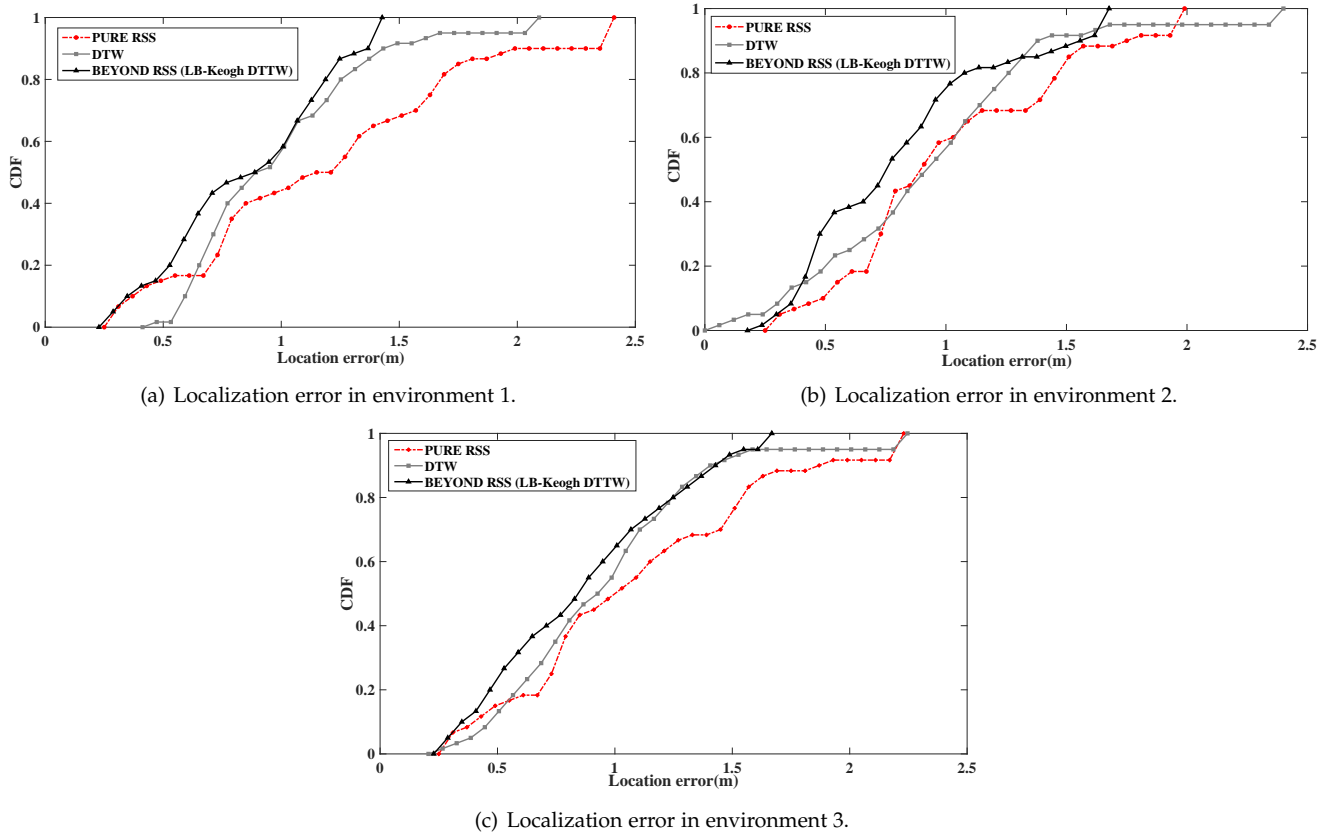 PURE RSS
DTW
BEYOND RSS (LB-Keogh DTTW)
1
0.8
0.6
0.4
0.2
0
CDF
0.5
1
1.5
2
2.5
Location error(m)
(a) Localization error in environment 1.
PURE RSS
DTW
BEYOND RSS (LB-Keogh DTTW)
1
0.8
0.6
0.4
0.2
0
CDF
0
0.5
1
1.5
2
2.5
Location error(m)
(b) Localization error in environment 2.
PURE RSS
DTW
BEYOND RSS (LB-Keogh DTTW)
1
0.8
0.6
0.4
0.2
0
CDF
0
0.5
1
1.5
2
2.5
Location error(m)
(c) Localization error in environment 3.